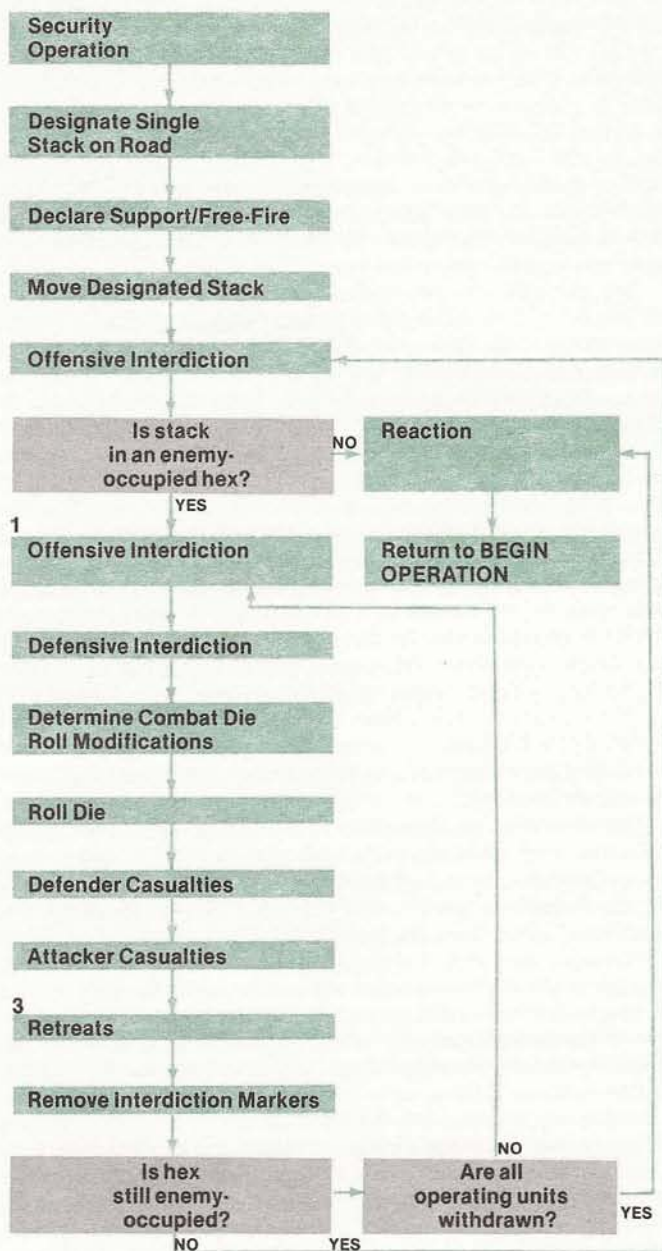 Security
Operation
Designate Single
Stack on Road
Declare Support/Free-Fire
Move Designated Stack
Offensive Interdiction
Is stack
in an enemy-
occupied hex?
NO
Reaction
YES
Return to BEGIN
OPERATION
1
Offensive Interdiction
Defensive Interdiction
Determine Combat Die
Roll Modifications
Roll Die
Defender Casualties
Attacker Casualties
3
Retreats
Remove interdiction Markers
NO
Is hex
still enemy-
occupied?
Are all
operating units
withdrawn?
YES
NO
YES